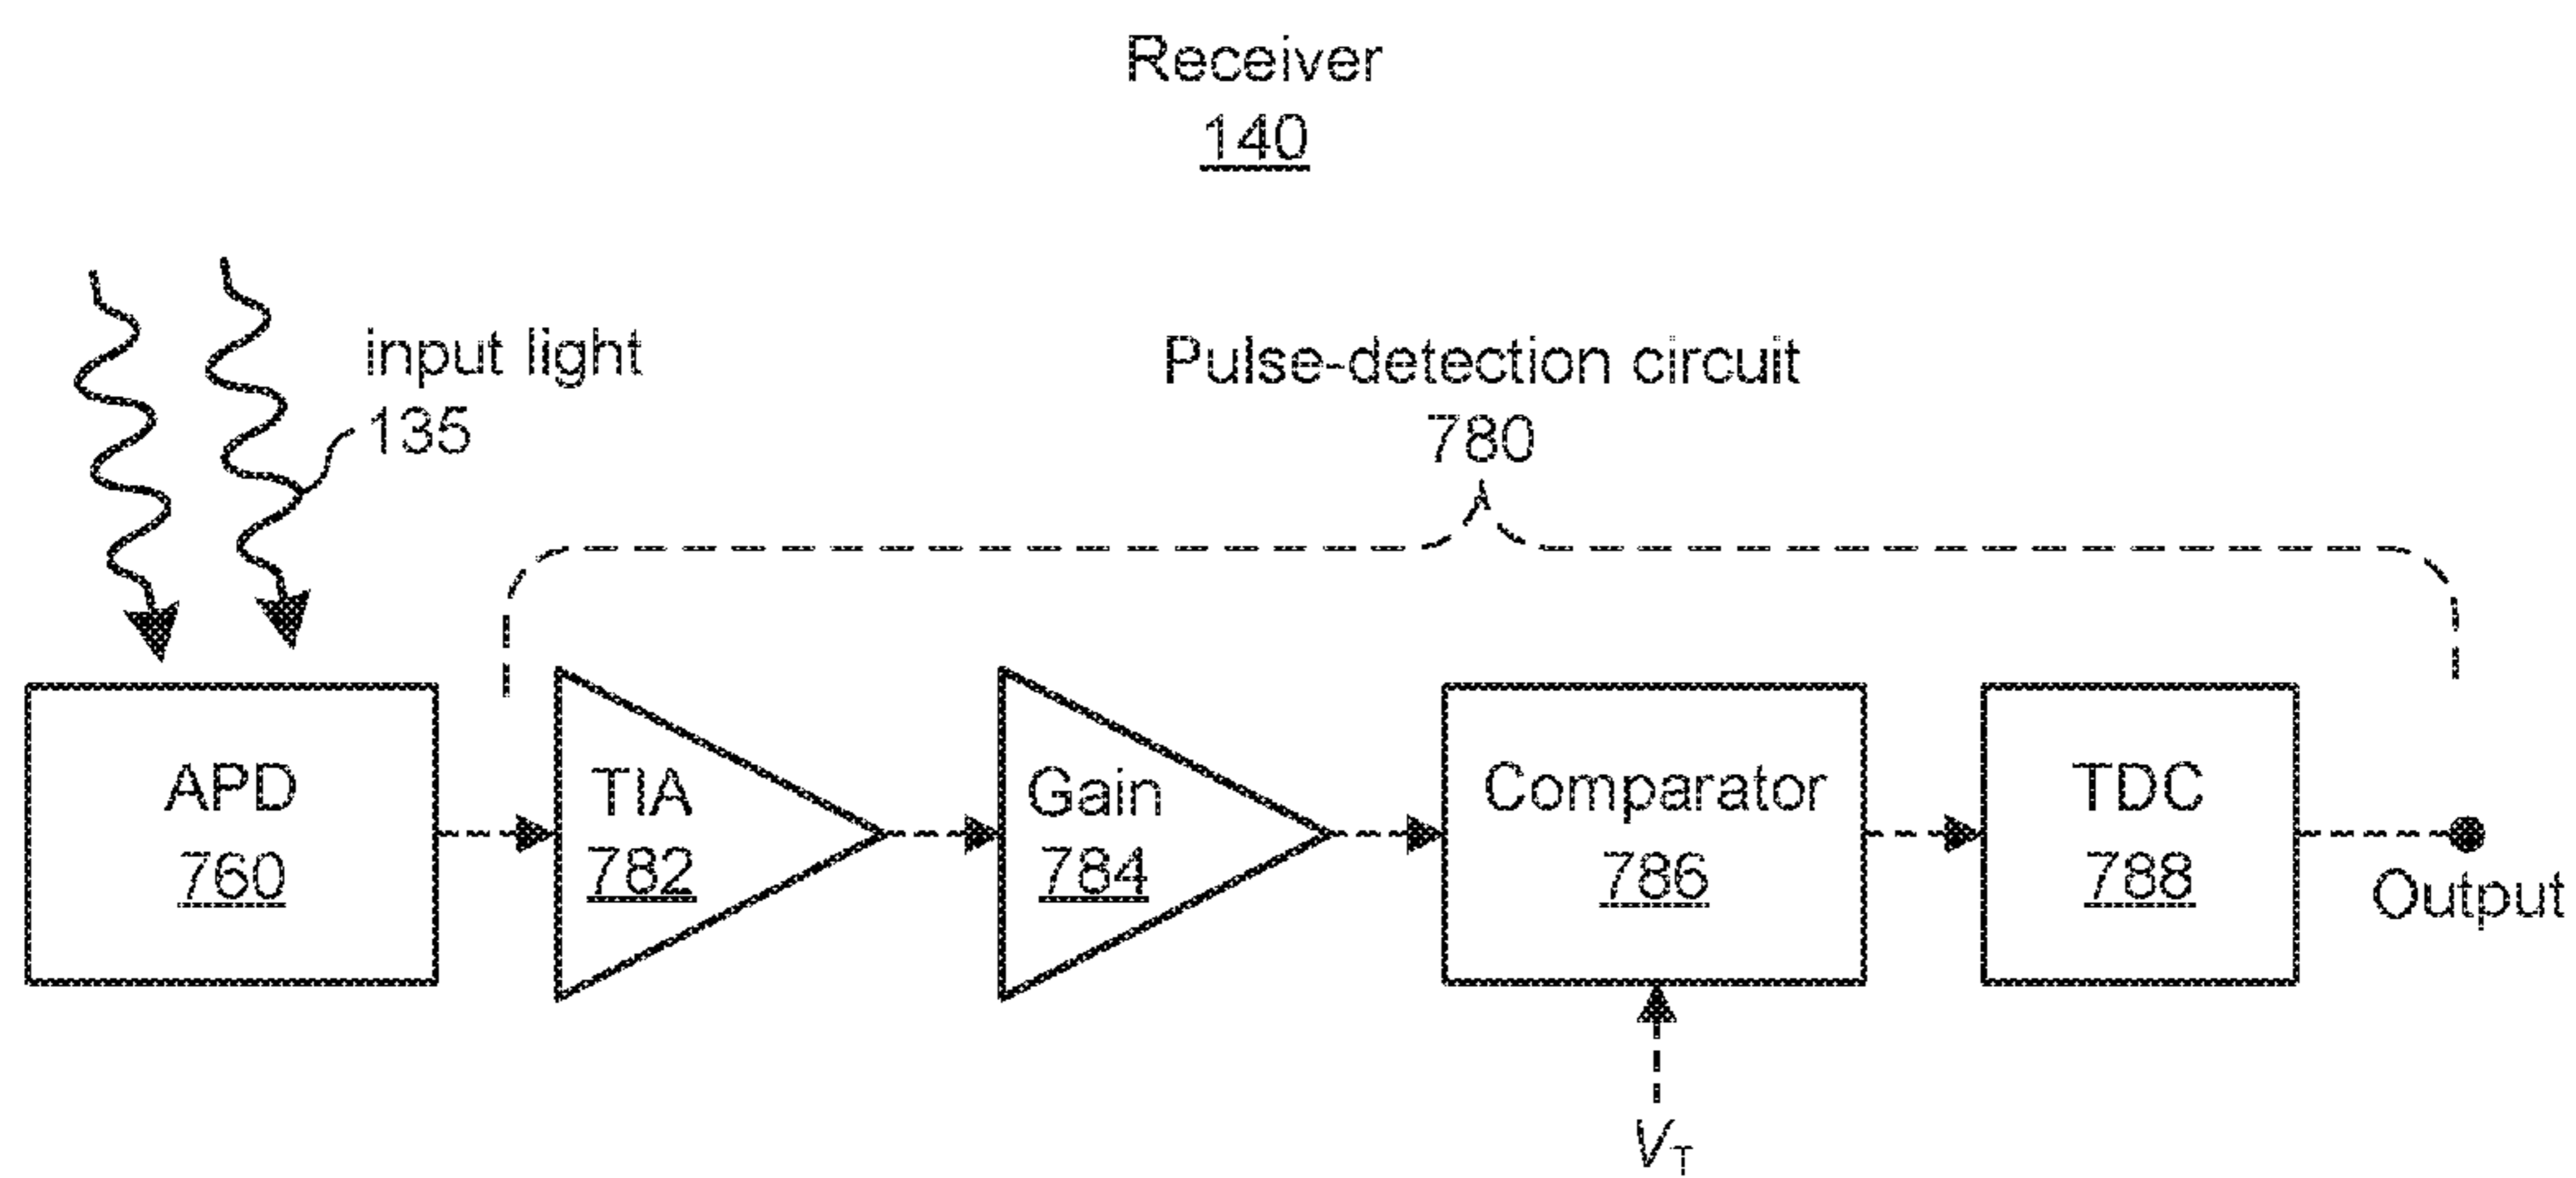 Receiver
140
input light
135
Pulse-detection circuit
780
APD
760
TIA
782
Gain
784
Comparator
786
TDC
788
Output
VT